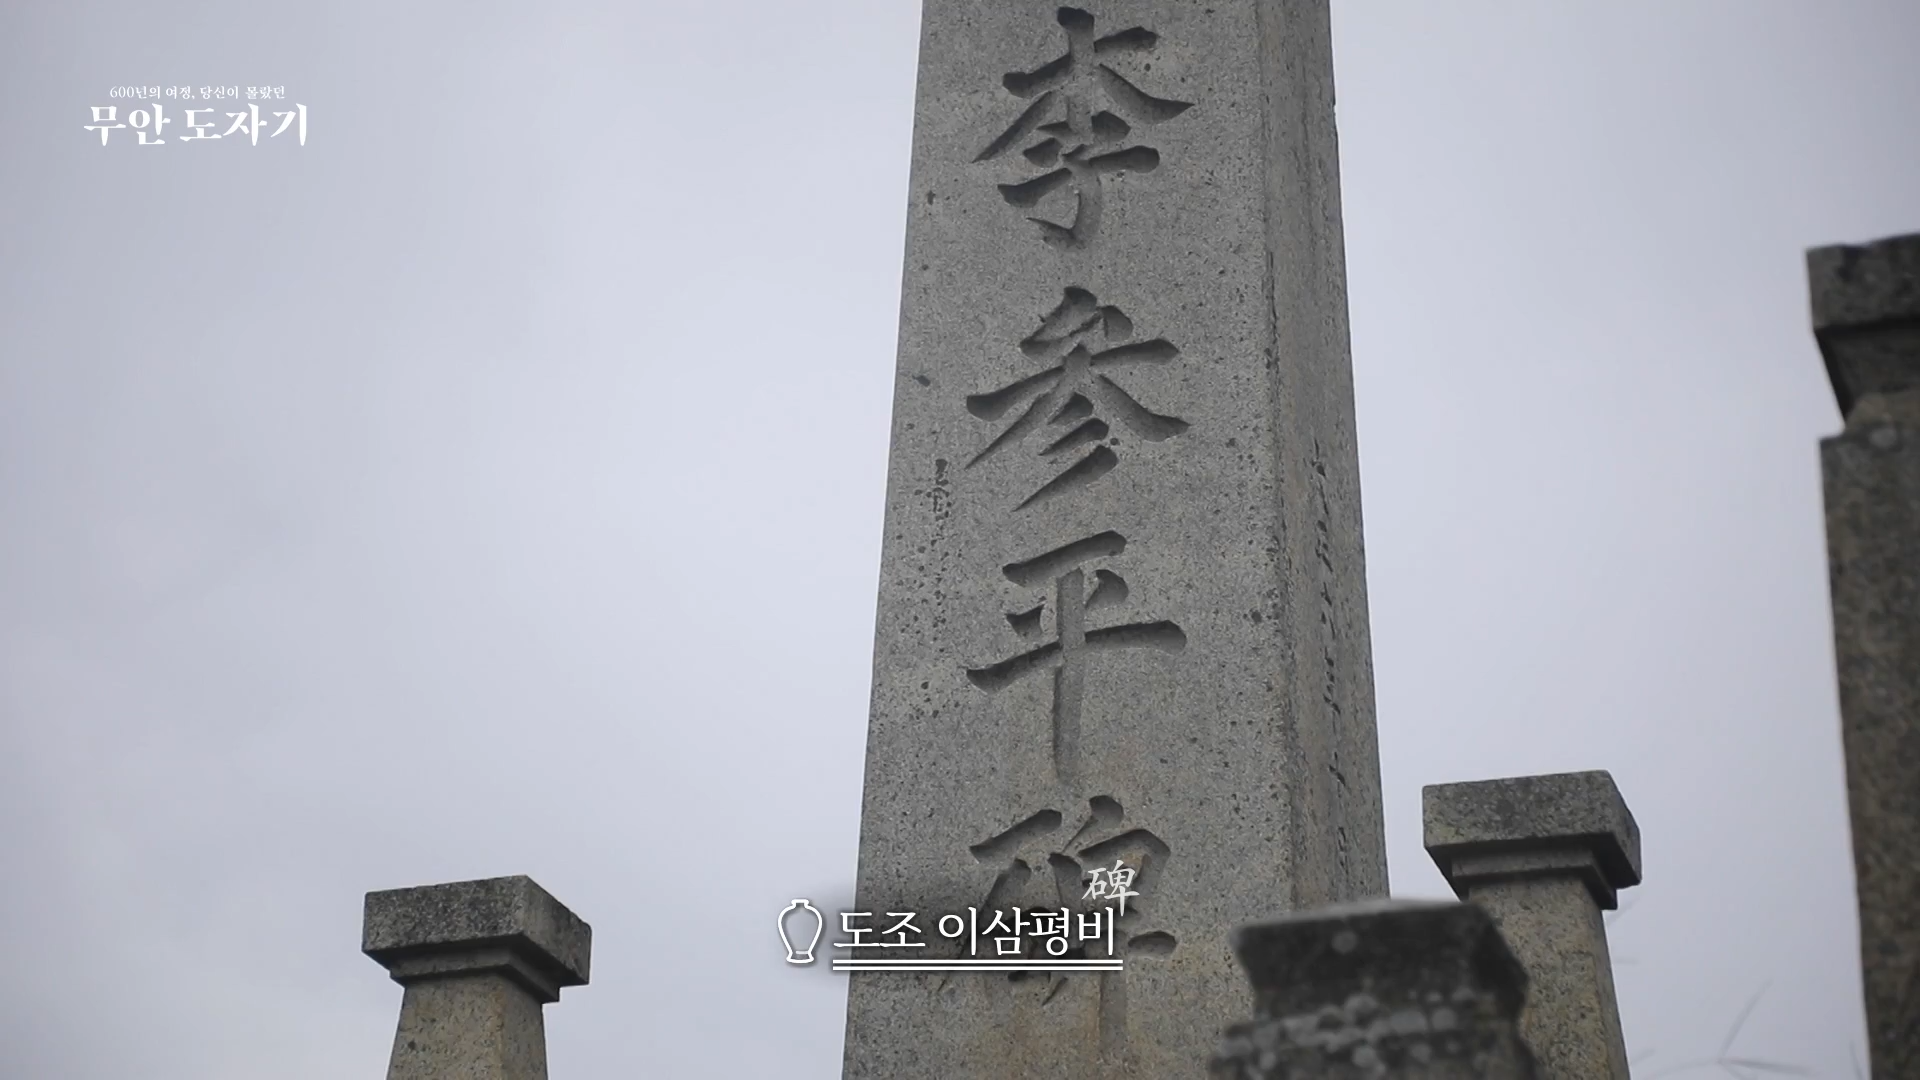 600년의 여정, 당신이 몰랐던
무안 도자기
李
參
平
碑
碑
도조 이삼평비